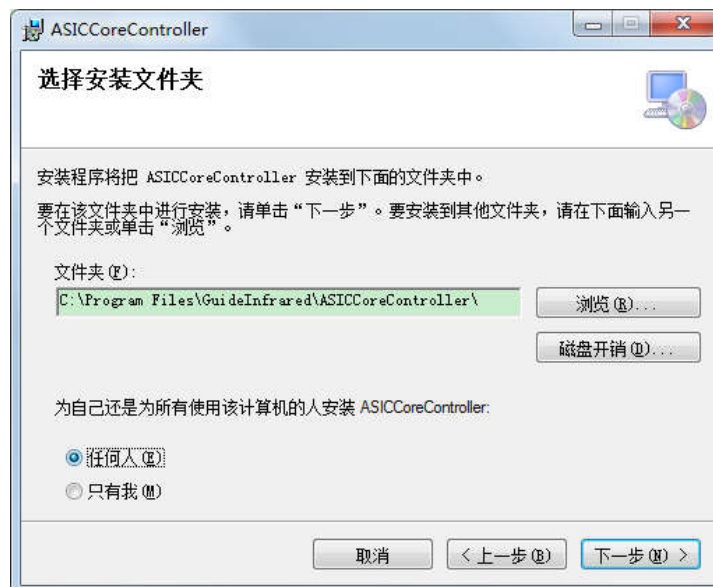 ASICCoreController
选择安装文件夹
安装程序将把 ASICCoreController 安装到下面的文件夹中。
要在该文件夹中进行安装，请单击“下一步”。要安装到其他文件夹，请在下面输入另一
个文件夹或单击“浏览”。
文件夹(F):
C:\Program Files\GuideInfrared\ASICCoreController\
浏览(R)...
磁盘开销(D)...
为自己还是为所有使用该计算机的人安装 ASICCoreController:
任何人(E)
只有我(M)
取消
< 上一步(B)
下一步(N) >